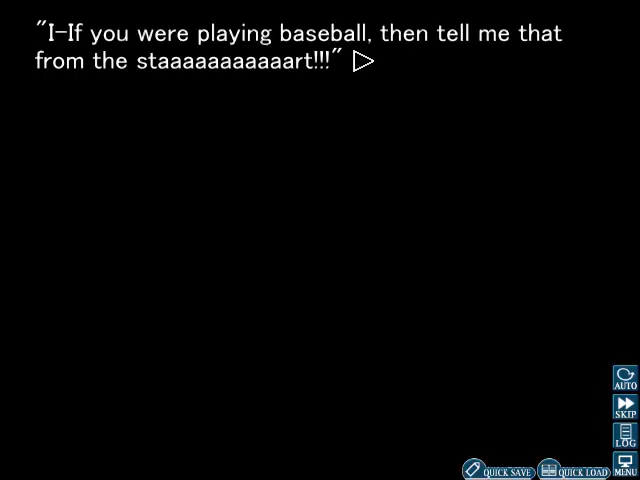 "I-If you were playing baseball, then tell me that
from the staaaaaaaaaaart!!!"
AUTO
SKIP
LOG
QUICK SAVE
QUICK LOAD
MENU